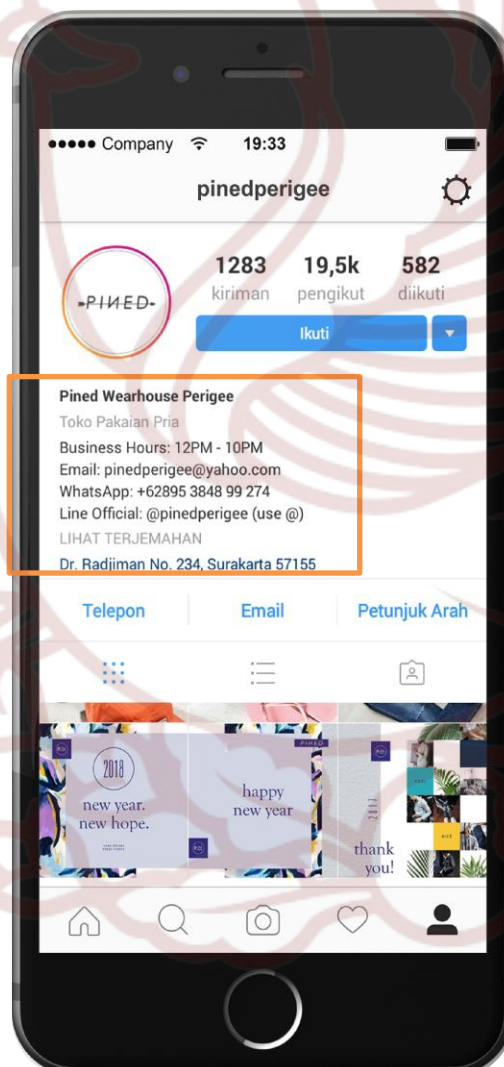 Company 19:33
pinedperigee
PINED
1283 19,5k 582
kiriman pengikut diikuti
Ikuti
Pined Wearhouse Perigee
Toko Pakaian Pria
Business Hours: 12PM - 10PM
Email: pinedperigee@yahoo.com
WhatsApp: +62895 3848 99 274
Line Official: @pinedperigee (use @)
LIHAT TERJEMAHAN
Dr. Radjiman No. 234, Surakarta 57155
Telepon Email Petunjuk Arah
2018
new year.
new hope.
PINED
happy
new year
2017
thank
you!